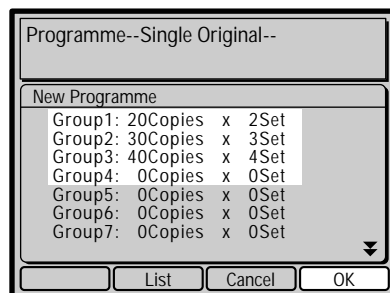 Programme--Single Original--
New Programme
Group1: 20Copies x 2Set
Group2: 30Copies x 3Set
Group3: 40Copies x 4Set
Group4: 0Copies x 0Set
Group5: 0Copies x 0Set
Group6: 0Copies x 0Set
Group7: 0Copies x 0Set
List Cancel OK